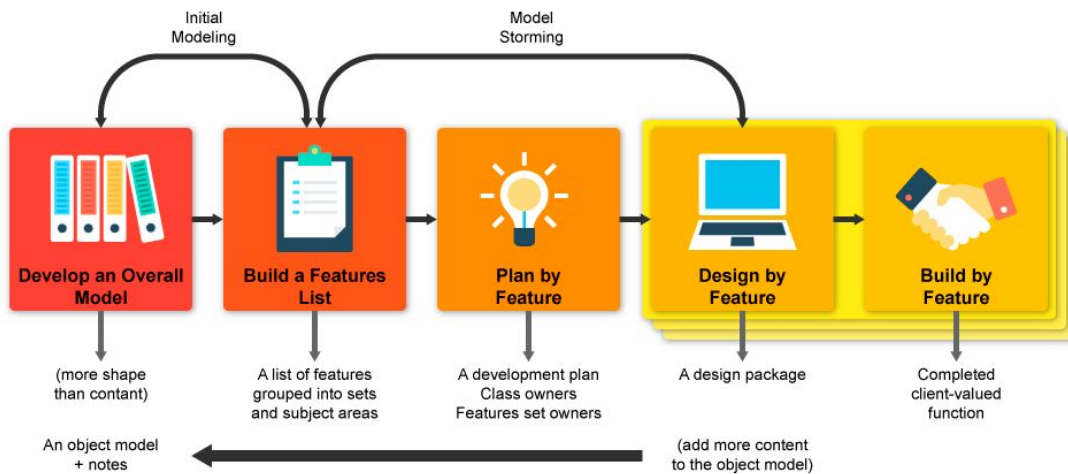 Initial
Modeling
Model
Storming
Develop an Overall
Model
Build a Features
List
Plan by
Feature
Design by
Feature
Build by
Feature
(more shape
than contant)
A list of features
grouped into sets
and subject areas
A development plan
Class owners
Features set owners
A design package
Completed
client-valued
function
An object model
+ notes
(add more content
to the object model)